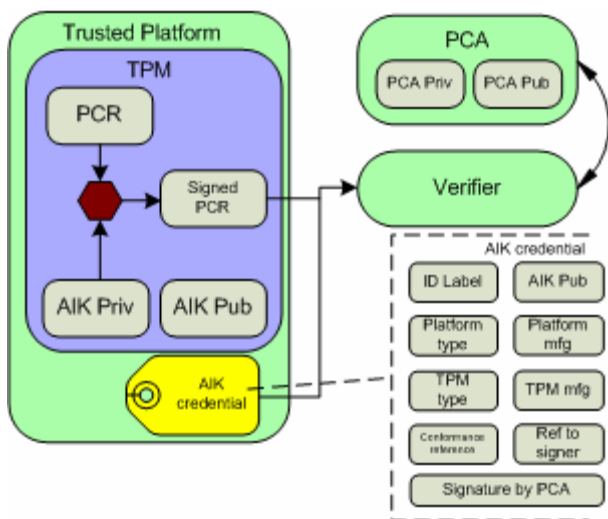 Trusted Platform
TPM
PCR
Signed
PCR
AIK Priv
AIK Pub
AIK
credential
PCA
PCA Priv
PCA Pub
Verifier
AIK credential
ID Label
AIK Pub
Platform
type
Platform
mfg
TPM
type
TPM mfg
Conformance
reference
Ref to
signer
Signature by PCA